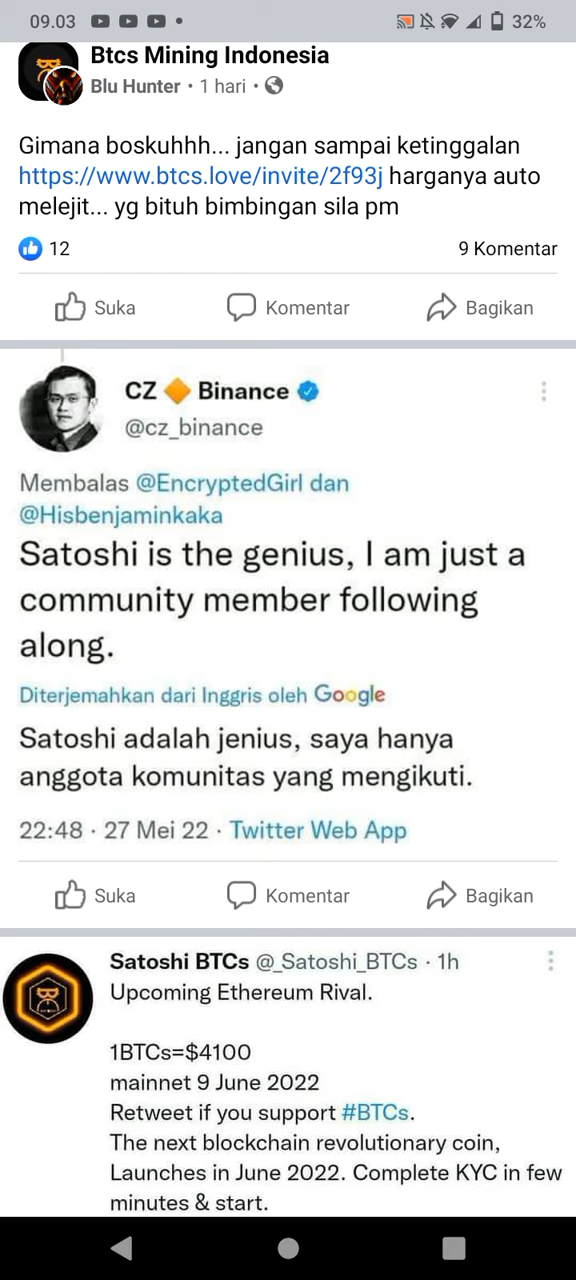 09.03
32%
Btcs Mining Indonesia
Blu Hunter • 1 hari •
Gimana boskuhhh... jangan sampai ketinggalan
https://www.btcs.love/invite/2f93j harganya auto
melejit... yg bituh bimbingan sila pm
12
9 Komentar
Suka
Komentar
Bagikan
CZ 🔶 Binance
@cz_binance
Membalas @EncryptedGirl dan
@Hisbenjaminkaka
Satoshi is the genius, I am just a
community member following
along.
Diterjemahkan dari Inggris oleh Google
Satoshi adalah jenius, saya hanya
anggota komunitas yang mengikuti.
22:48 · 27 Mei 22 · Twitter Web App
Suka
Komentar
Bagikan
Satoshi BTCs @_Satoshi_BTCs · 1h
Upcoming Ethereum Rival.
1BTCs=$4100
mainnet 9 June 2022
Retweet if you support #BTCs.
The next blockchain revolutionary coin,
Launches in June 2022. Complete KYC in few
minutes & start.